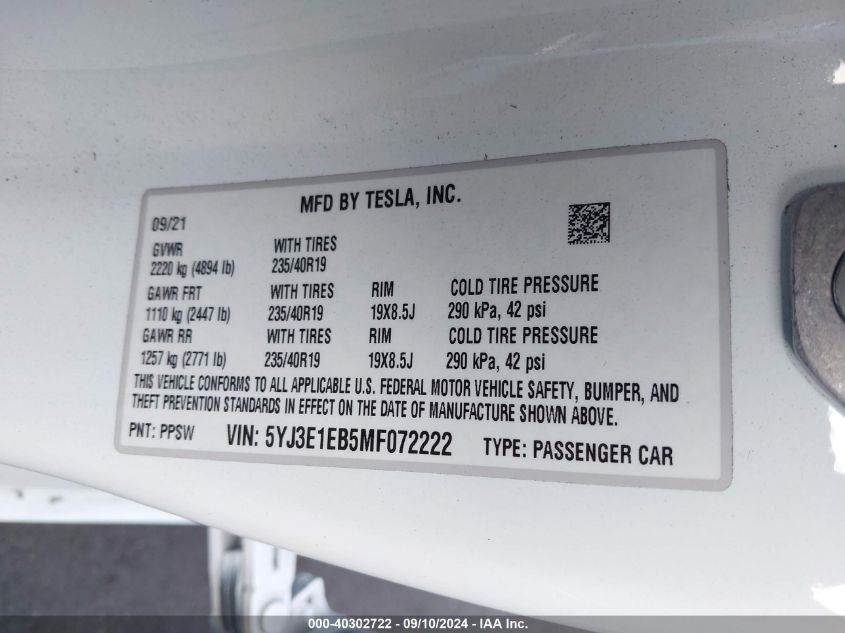 MFD BY TESLA, INC.
09/21
GVWR WITH TIRES
2220 kg (4894 lb) 235/40R19
GAWR FRT WITH TIRES RIM COLD TIRE PRESSURE
1110 kg (2447 lb) 235/40R19 19X8.5J 290 kPa, 42 psi
GAWR RR WITH TIRES RIM COLD TIRE PRESSURE
1257 kg (2771 lb) 235/40R19 19X8.5J 290 kPa, 42 psi
THIS VEHICLE CONFORMS TO ALL APPLICABLE U.S. FEDERAL MOTOR VEHICLE SAFETY, BUMPER, AND
THEFT PREVENTION STANDARDS IN EFFECT ON THE DATE OF MANUFACTURE SHOWN ABOVE.
PNT: PPSW VIN: 5YJ3E1EB5MF072222 TYPE: PASSENGER CAR
000-40302722 - 09/10/2024 - IAA Inc.